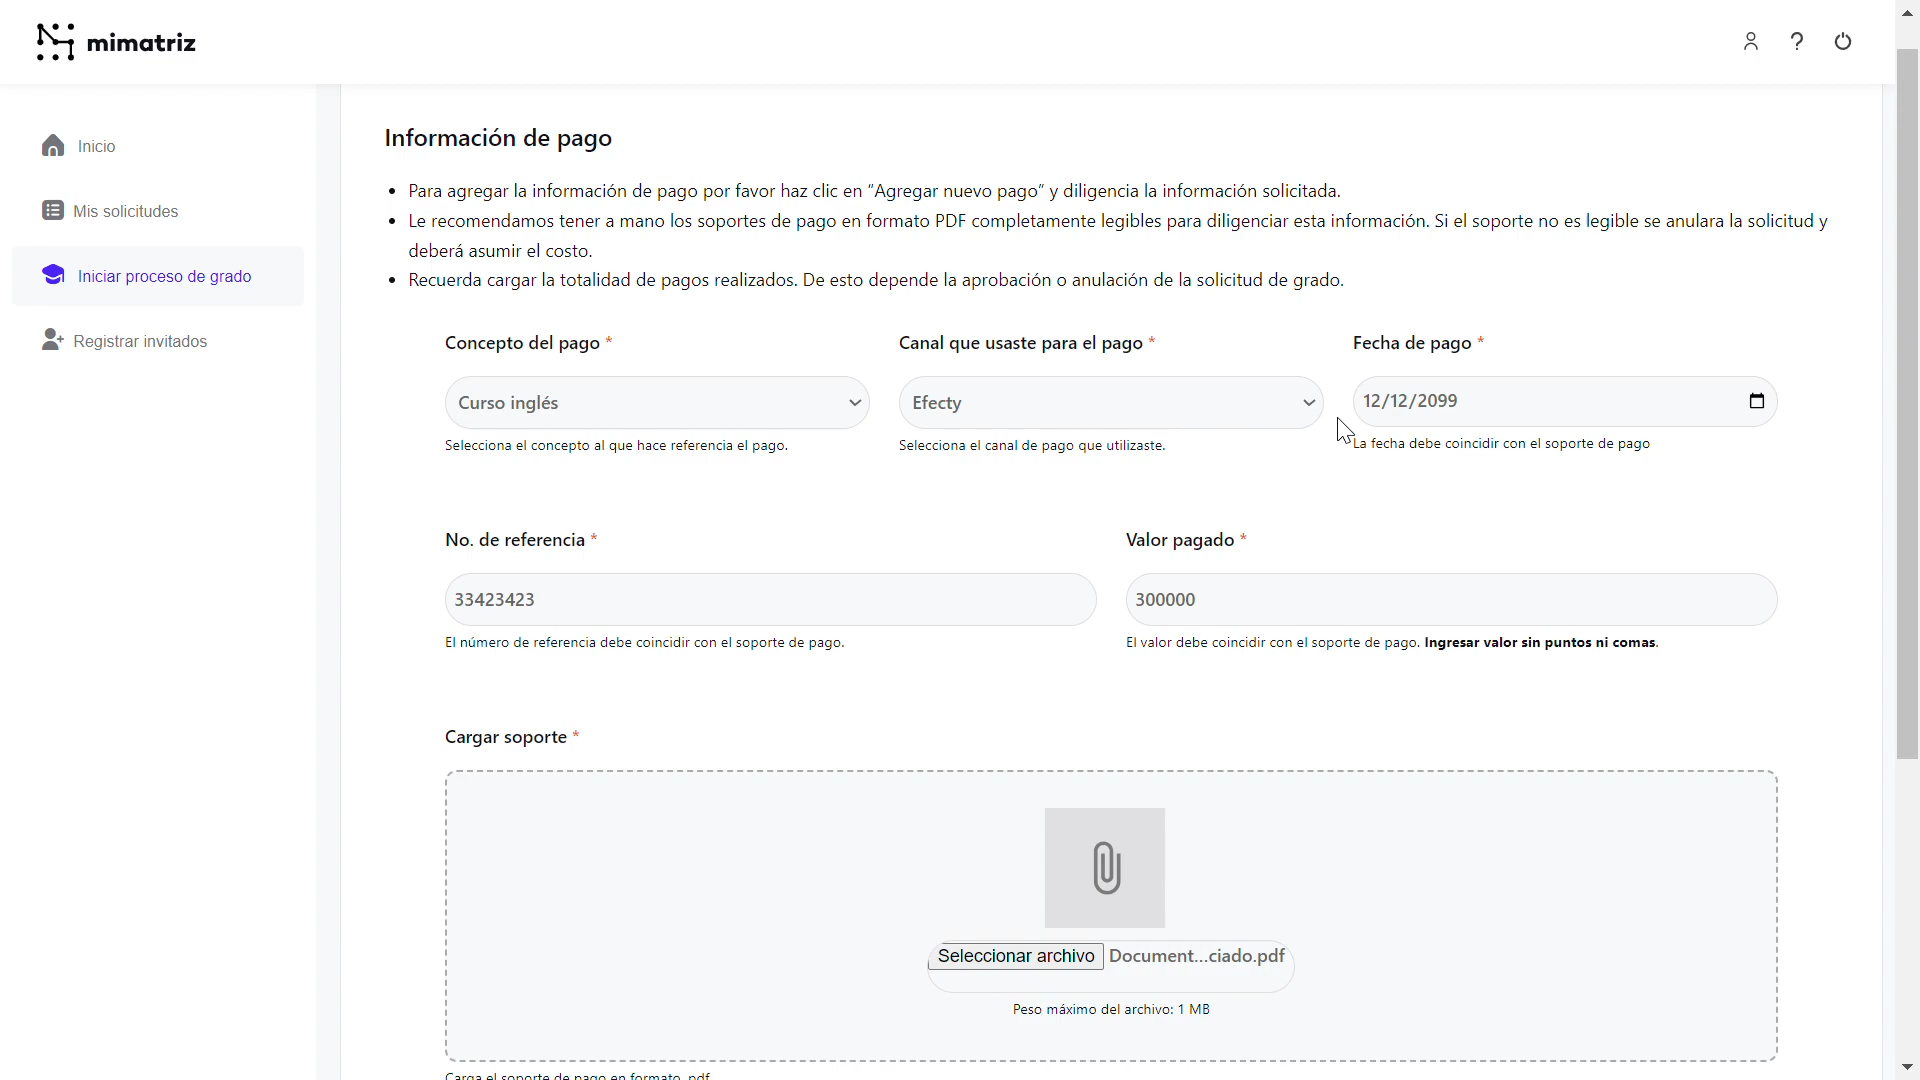 mimatriz
Inicio
Mis solicitudes
Iniciar proceso de grado
Registrar invitados
Información de pago
• Para agregar la información de pago por favor haz clic en “Agregar nuevo pago” y diligencia la información solicitada.
• Le recomendamos tener a mano los soportes de pago en formato PDF completamente legibles para diligenciar esta información. Si el soporte no es legible se anulara la solicitud y
deberá asumir el costo.
• Recuerda cargar la totalidad de pagos realizados. De esto depende la aprobación o anulación de la solicitud de grado.
Concepto del pago * Canal que usaste para el pago * Fecha de pago *
Curso inglés Efecty 12/12/2099
Selecciona el concepto al que hace referencia el pago. Selecciona el canal de pago que utilizaste. La fecha debe coincidir con el soporte de pago
No. de referencia * Valor pagado *
33423423 300000
El número de referencia debe coincidir con el soporte de pago. El valor debe coincidir con el soporte de pago. Ingresar valor sin puntos ni comas.
Cargar soporte *
Seleccionar archivo Document...ciado.pdf
Peso máximo del archivo: 1 MB
Carga el soporte de pago en formato .pdf